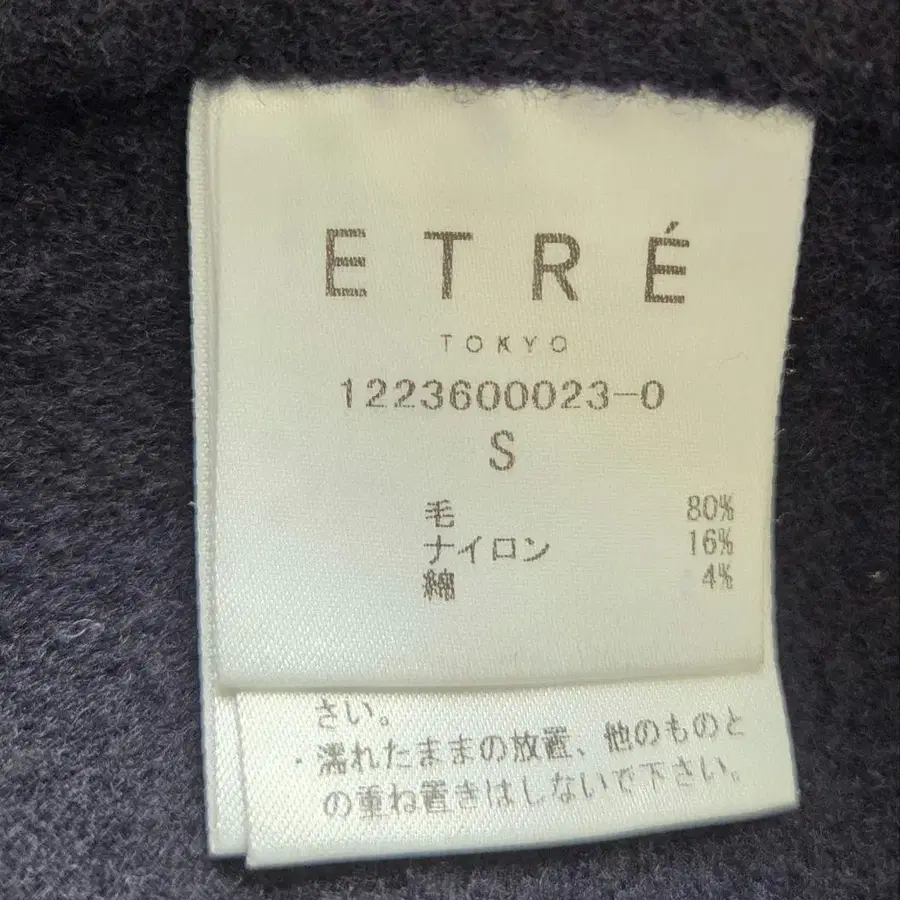 ETRÉ
TOKYO
1223600023-0
S
毛 80%
ナイロン 16%
綿 4%
さい。
・濡れたままの放置、他のものと
の重ね置きはしないで下さい。